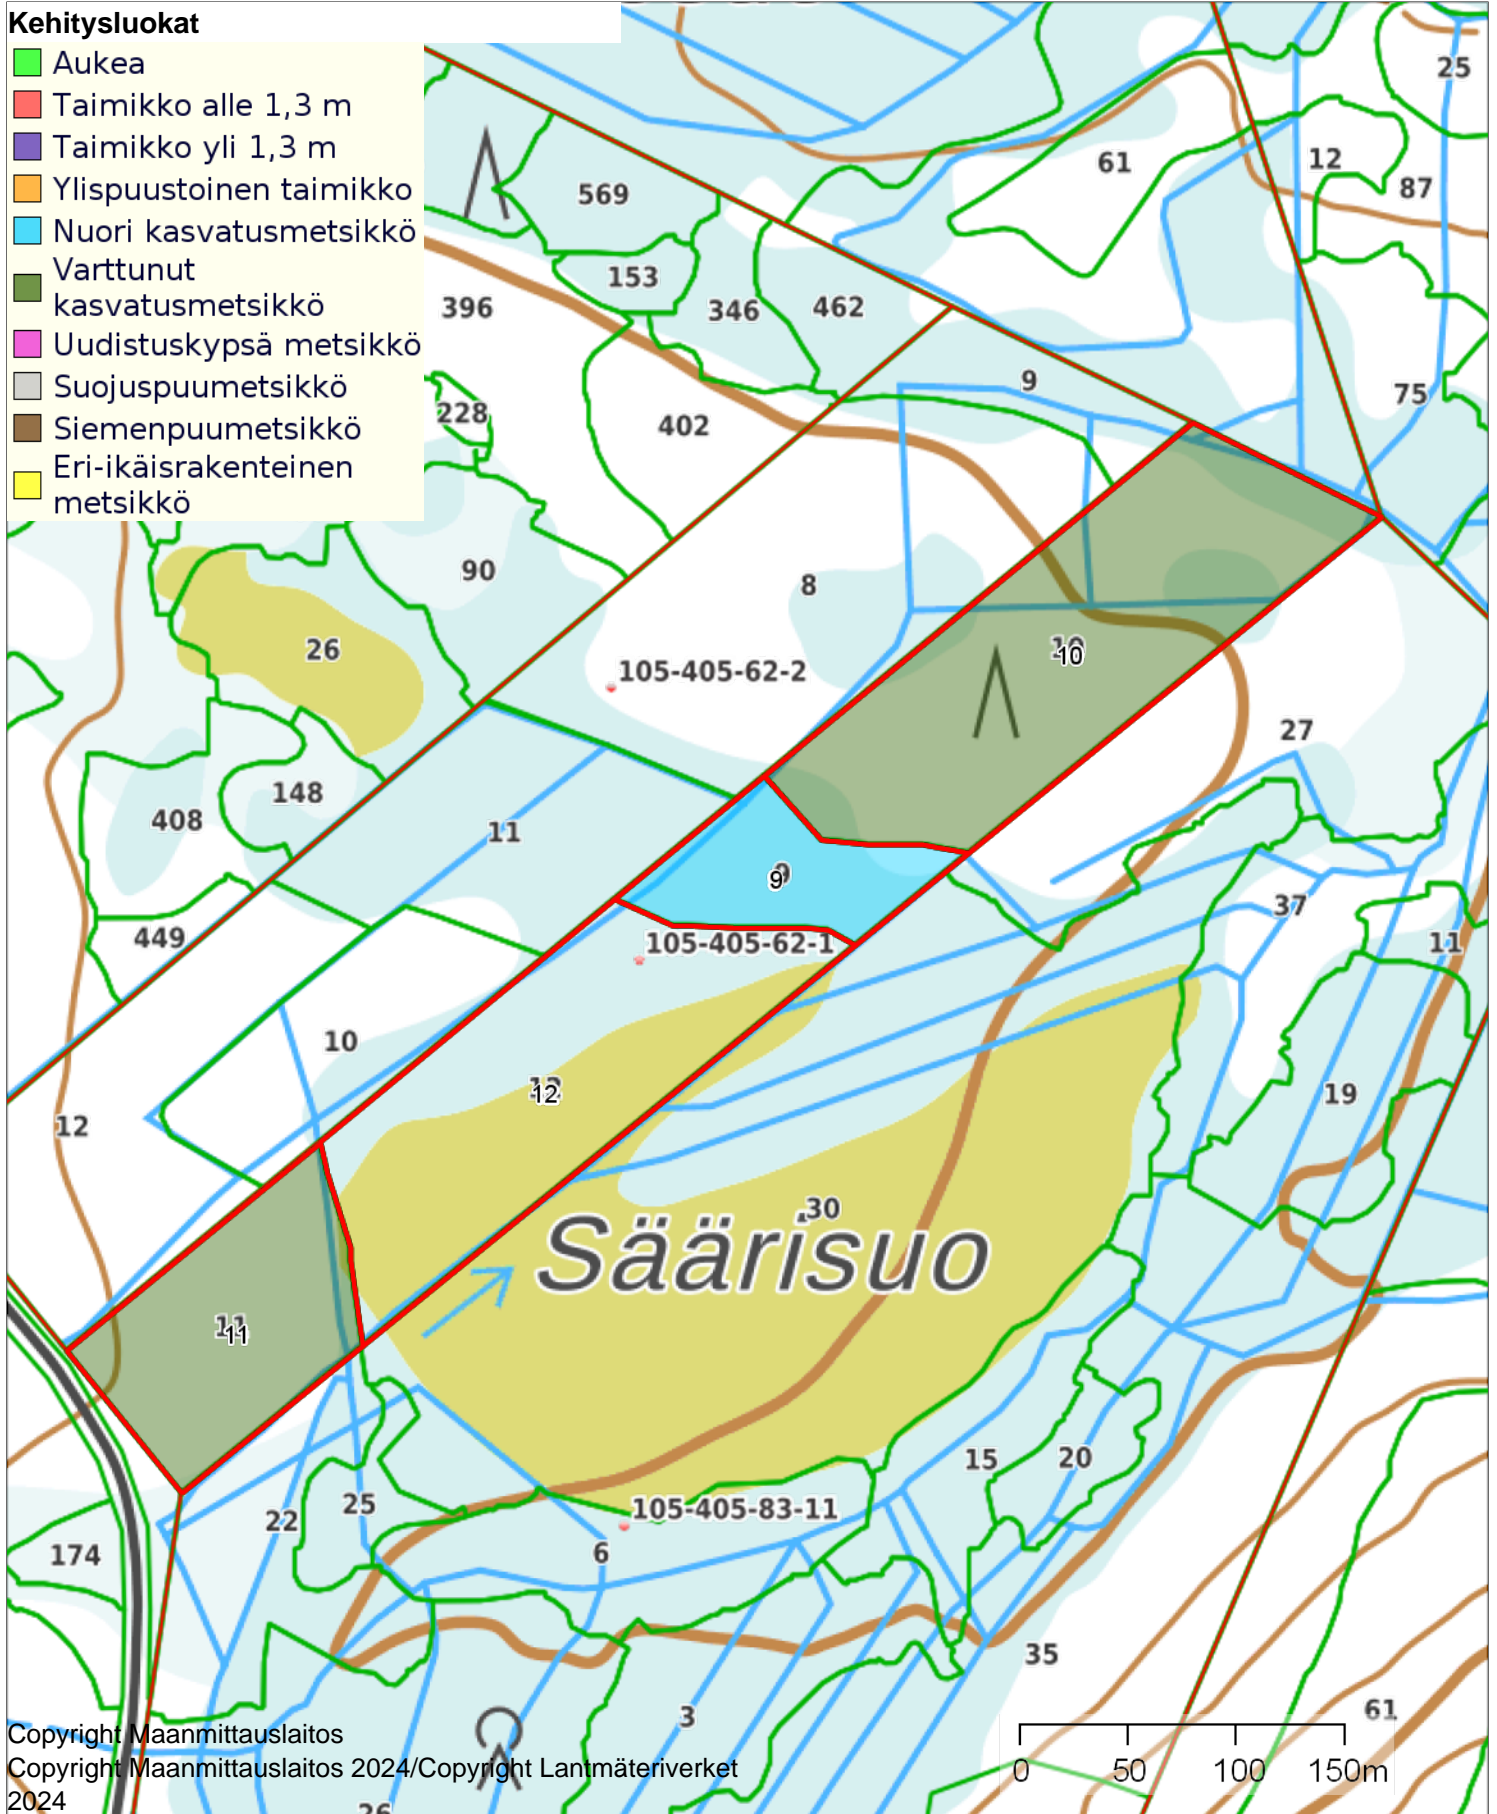 Kehitysluokat
Aukea
Taimikko alle 1,3 m
Taimikko yli 1,3 m
Ylispuustoinen taimikko
Nuori kasvatusmetsikkö
Varttunut
kasvatusmetsikkö
Uudistuskypsä metsikkö
Suojuspuumetsikkö
Siemenpuumetsikkö
Eri-ikäisrakenteinen
metsikkö
25
61
12
87
569
153
396
346
462
9
75
228
402
90
8
26
105-405-62-2
10
27
148
408
11
9
37
449
105-405-62-1
11
10
12
19
12
30
Säärisuo
11
15
20
25
22
105-405-83-11
174
6
35
3
61
Copyright Maanmittauslaitos
Copyright Maanmittauslaitos 2024/Copyright Lantmäteriverket
2024
0 50 100 150m